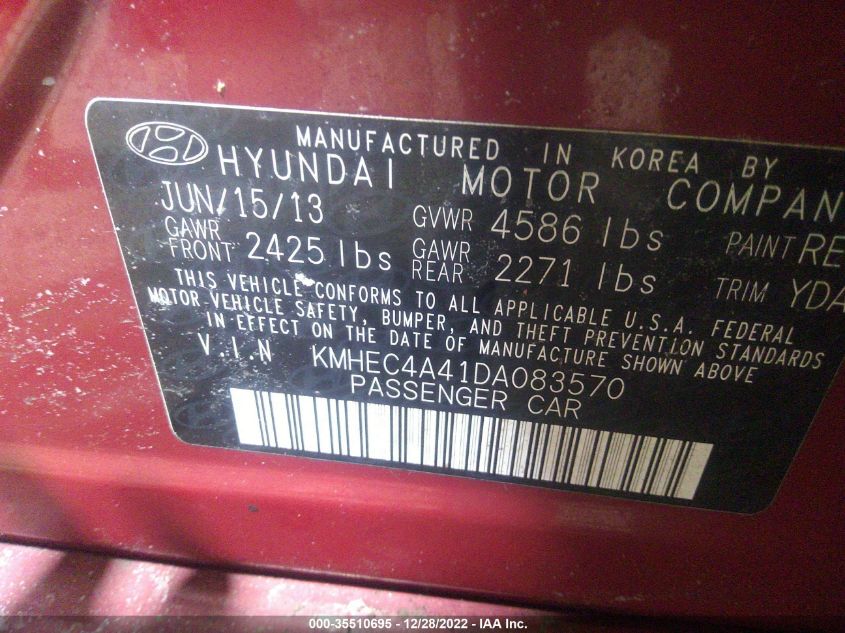 MANUFACTURED IN KOREA BY
HYUNDAI MOTOR COMPAN
JUN/15/13 GVWR 4586 lbs PAINT RE
GAWR FRONT 2425 lbs GAWR REAR 2271 lbs TRIM YDA
THIS VEHICLE CONFORMS TO ALL APPLICABLE U.S.A. FEDERAL
MOTOR VEHICLE SAFETY, BUMPER, AND THEFT PREVENTION STANDARDS
IN EFFECT ON THE DATE OF MANUFACTURE SHOWN ABOVE
V.I.N KMHEC4A41DA083570
PASSENGER CAR
000-35510695 - 12/28/2022 - IAA Inc.